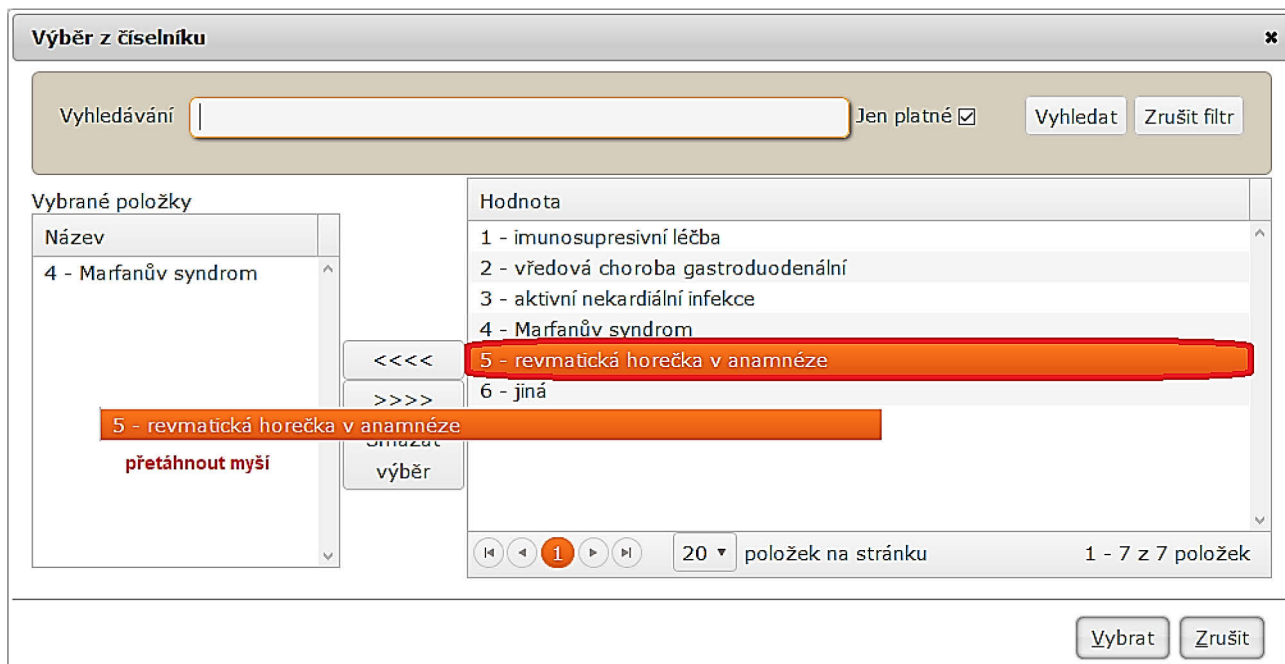 Výběr z číselníku
Vyhledávání Jen platné Vyhledat Zrušit filtr
Vybrané položky
Název
4 - Marfanův syndrom
<<<<
>>>>
Smazat
výběr
5 - revmatická horečka v anamnéze
přetáhnout myší
Hodnota
1 - imunosupresivní léčba
2 - vředová choroba gastroduodenální
3 - aktivní nekardiální infekce
4 - Marfanův syndrom
5 - revmatická horečka v anamnéze
6 - jiná
1 20 položek na stránku 1 - 7 z 7 položek
Vybrat Zrušit